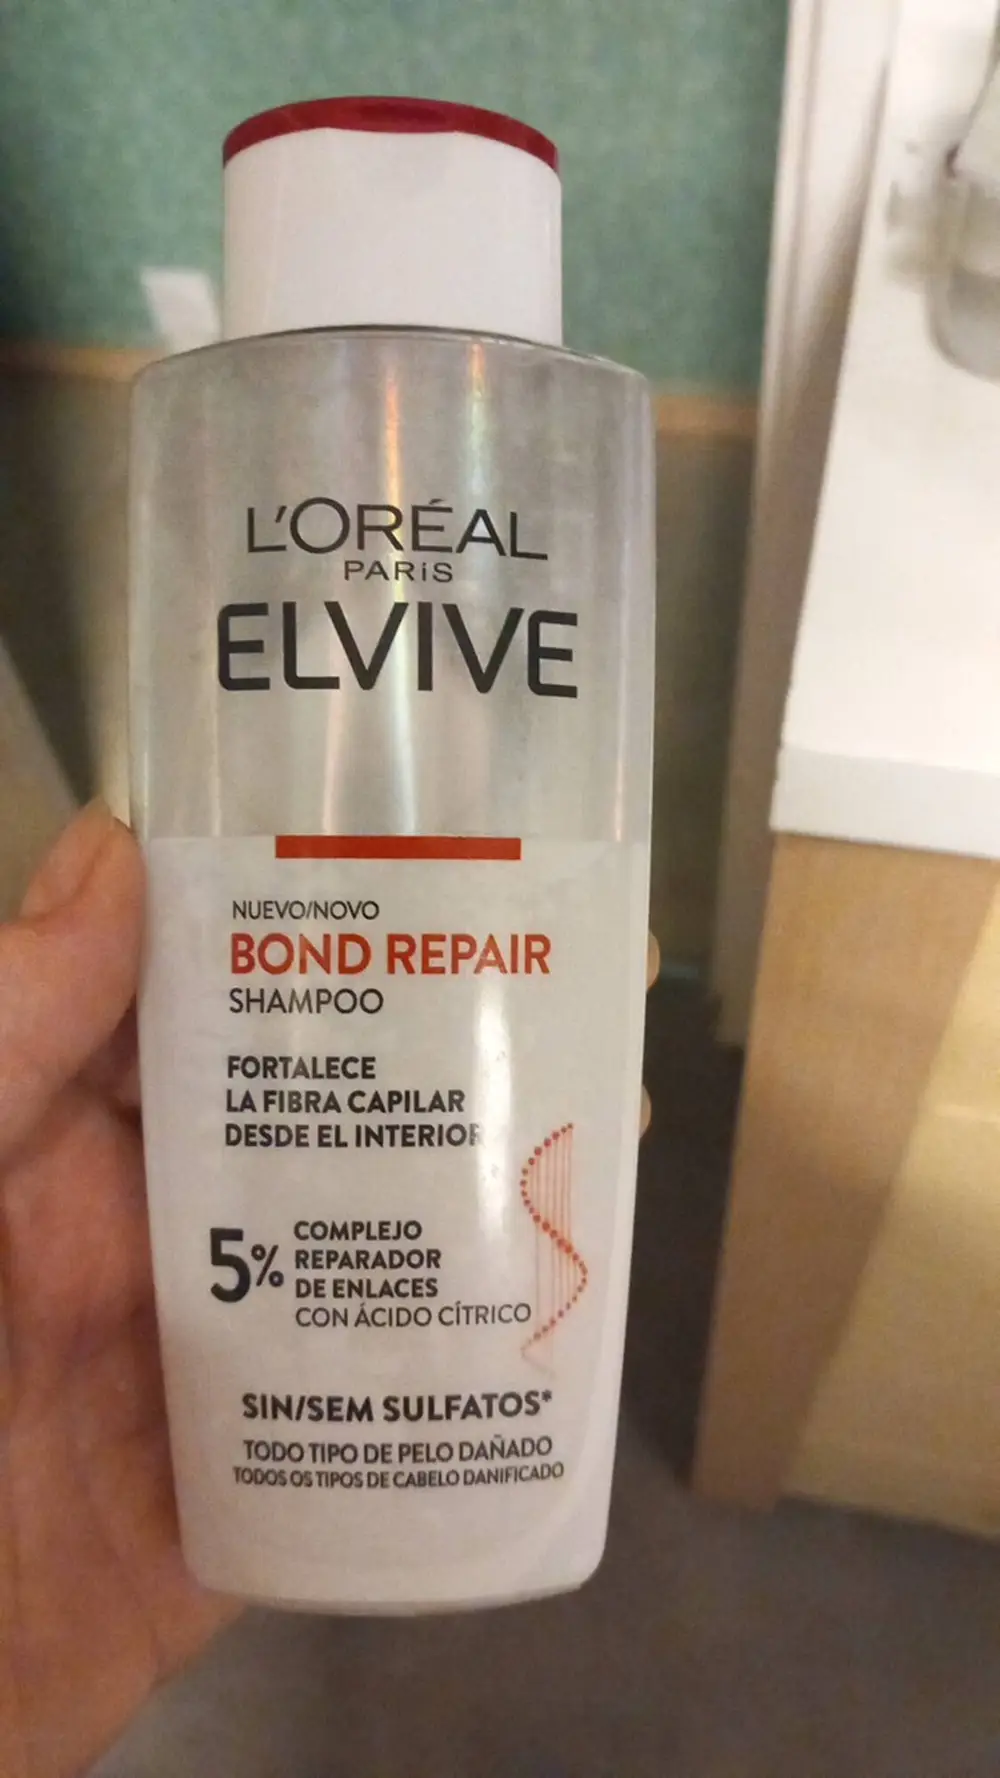 L'ORÉAL
PARIS
ELVIVE
NUEVO/NOVO
BOND REPAIR
SHAMPOO
FORTALECE
LA FIBRA CAPILAR
DESDE EL INTERIOR
5% COMPLEJO
REPARADOR
DE ENLACES
CON ÁCIDO CÍTRICO
SIN/SEM SULFATOS*
TODO TIPO DE PELO DAÑADO
TODOS OS TIPOS DE CABELO DANIFICADO